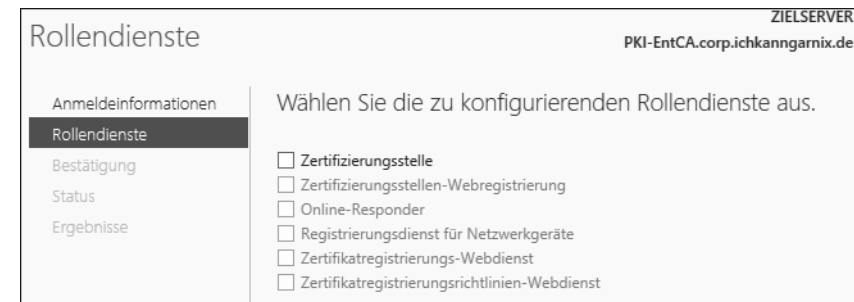 ZIELSERVER
Rollendienste
PKI-EntCA.corp.ichkanngarnix.de
Anmeldeinformationen
Rollendienste
Bestätigung
Status
Ergebnisse
Wählen Sie die zu konfigurierenden Rollendienste aus.
Zertifizierungsstelle
Zertifizierungsstellen-Webregistrierung
Online-Responder
Registrierungsdienst für Netzwerkgeräte
Zertifikatregistrierungs-Webdienst
Zertifikatregistrierungsrichtlinien-Webdienst